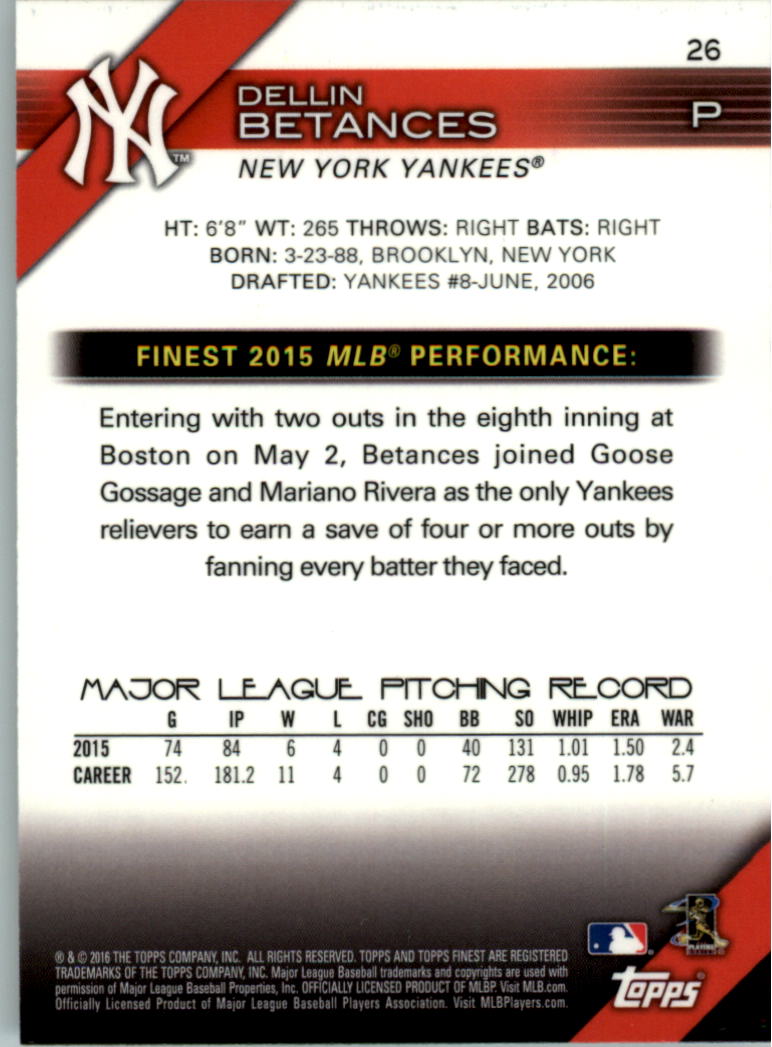 26
NY™
DELLIN
BETANCES
P
NEW YORK YANKEES®
HT: 6'8" WT: 265 THROWS: RIGHT BATS: RIGHT
BORN: 3-23-88, BROOKLYN, NEW YORK
DRAFTED: YANKEES #8-JUNE, 2006
FINEST 2015 MLB® PERFORMANCE:
Entering with two outs in the eighth inning at
Boston on May 2, Betances joined Goose
Gossage and Mariano Rivera as the only Yankees
relievers to earn a save of four or more outs by
fanning every batter they faced.
MAJOR LEAGUE PITCHING RECORD
G IP W L CG SHO BB SO WHIP ERA WAR
2015 74 84 6 4 0 0 40 131 1.01 1.50 2.4
CAREER 152. 181.2 11 4 0 0 72 278 0.95 1.78 5.7
® & © 2016 THE TOPPS COMPANY, INC. ALL RIGHTS RESERVED. TOPPS AND TOPPS FINEST ARE REGISTERED
TRADEMARKS OF THE TOPPS COMPANY, INC. Major League Baseball trademarks and copyrights are used with
permission of Major League Baseball Properties, Inc. OFFICIALLY LICENSED PRODUCT OF MLBP. Visit MLB.com.
Officially Licensed Product of Major League Baseball Players Association. Visit MLBPlayers.com.
PLAYERS
topps®